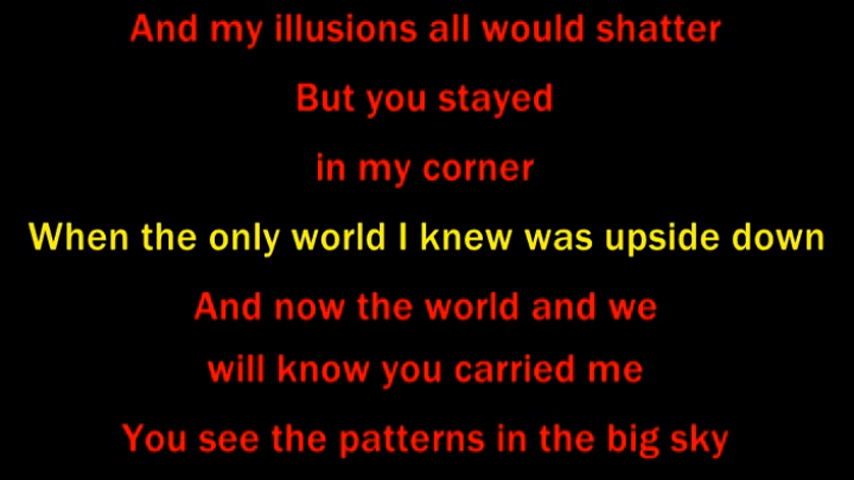 And my illusions all would shatter
But you stayed
in my corner
When the only world I knew was upside down
And now the world and we
will know you carried me
You see the patterns in the big sky